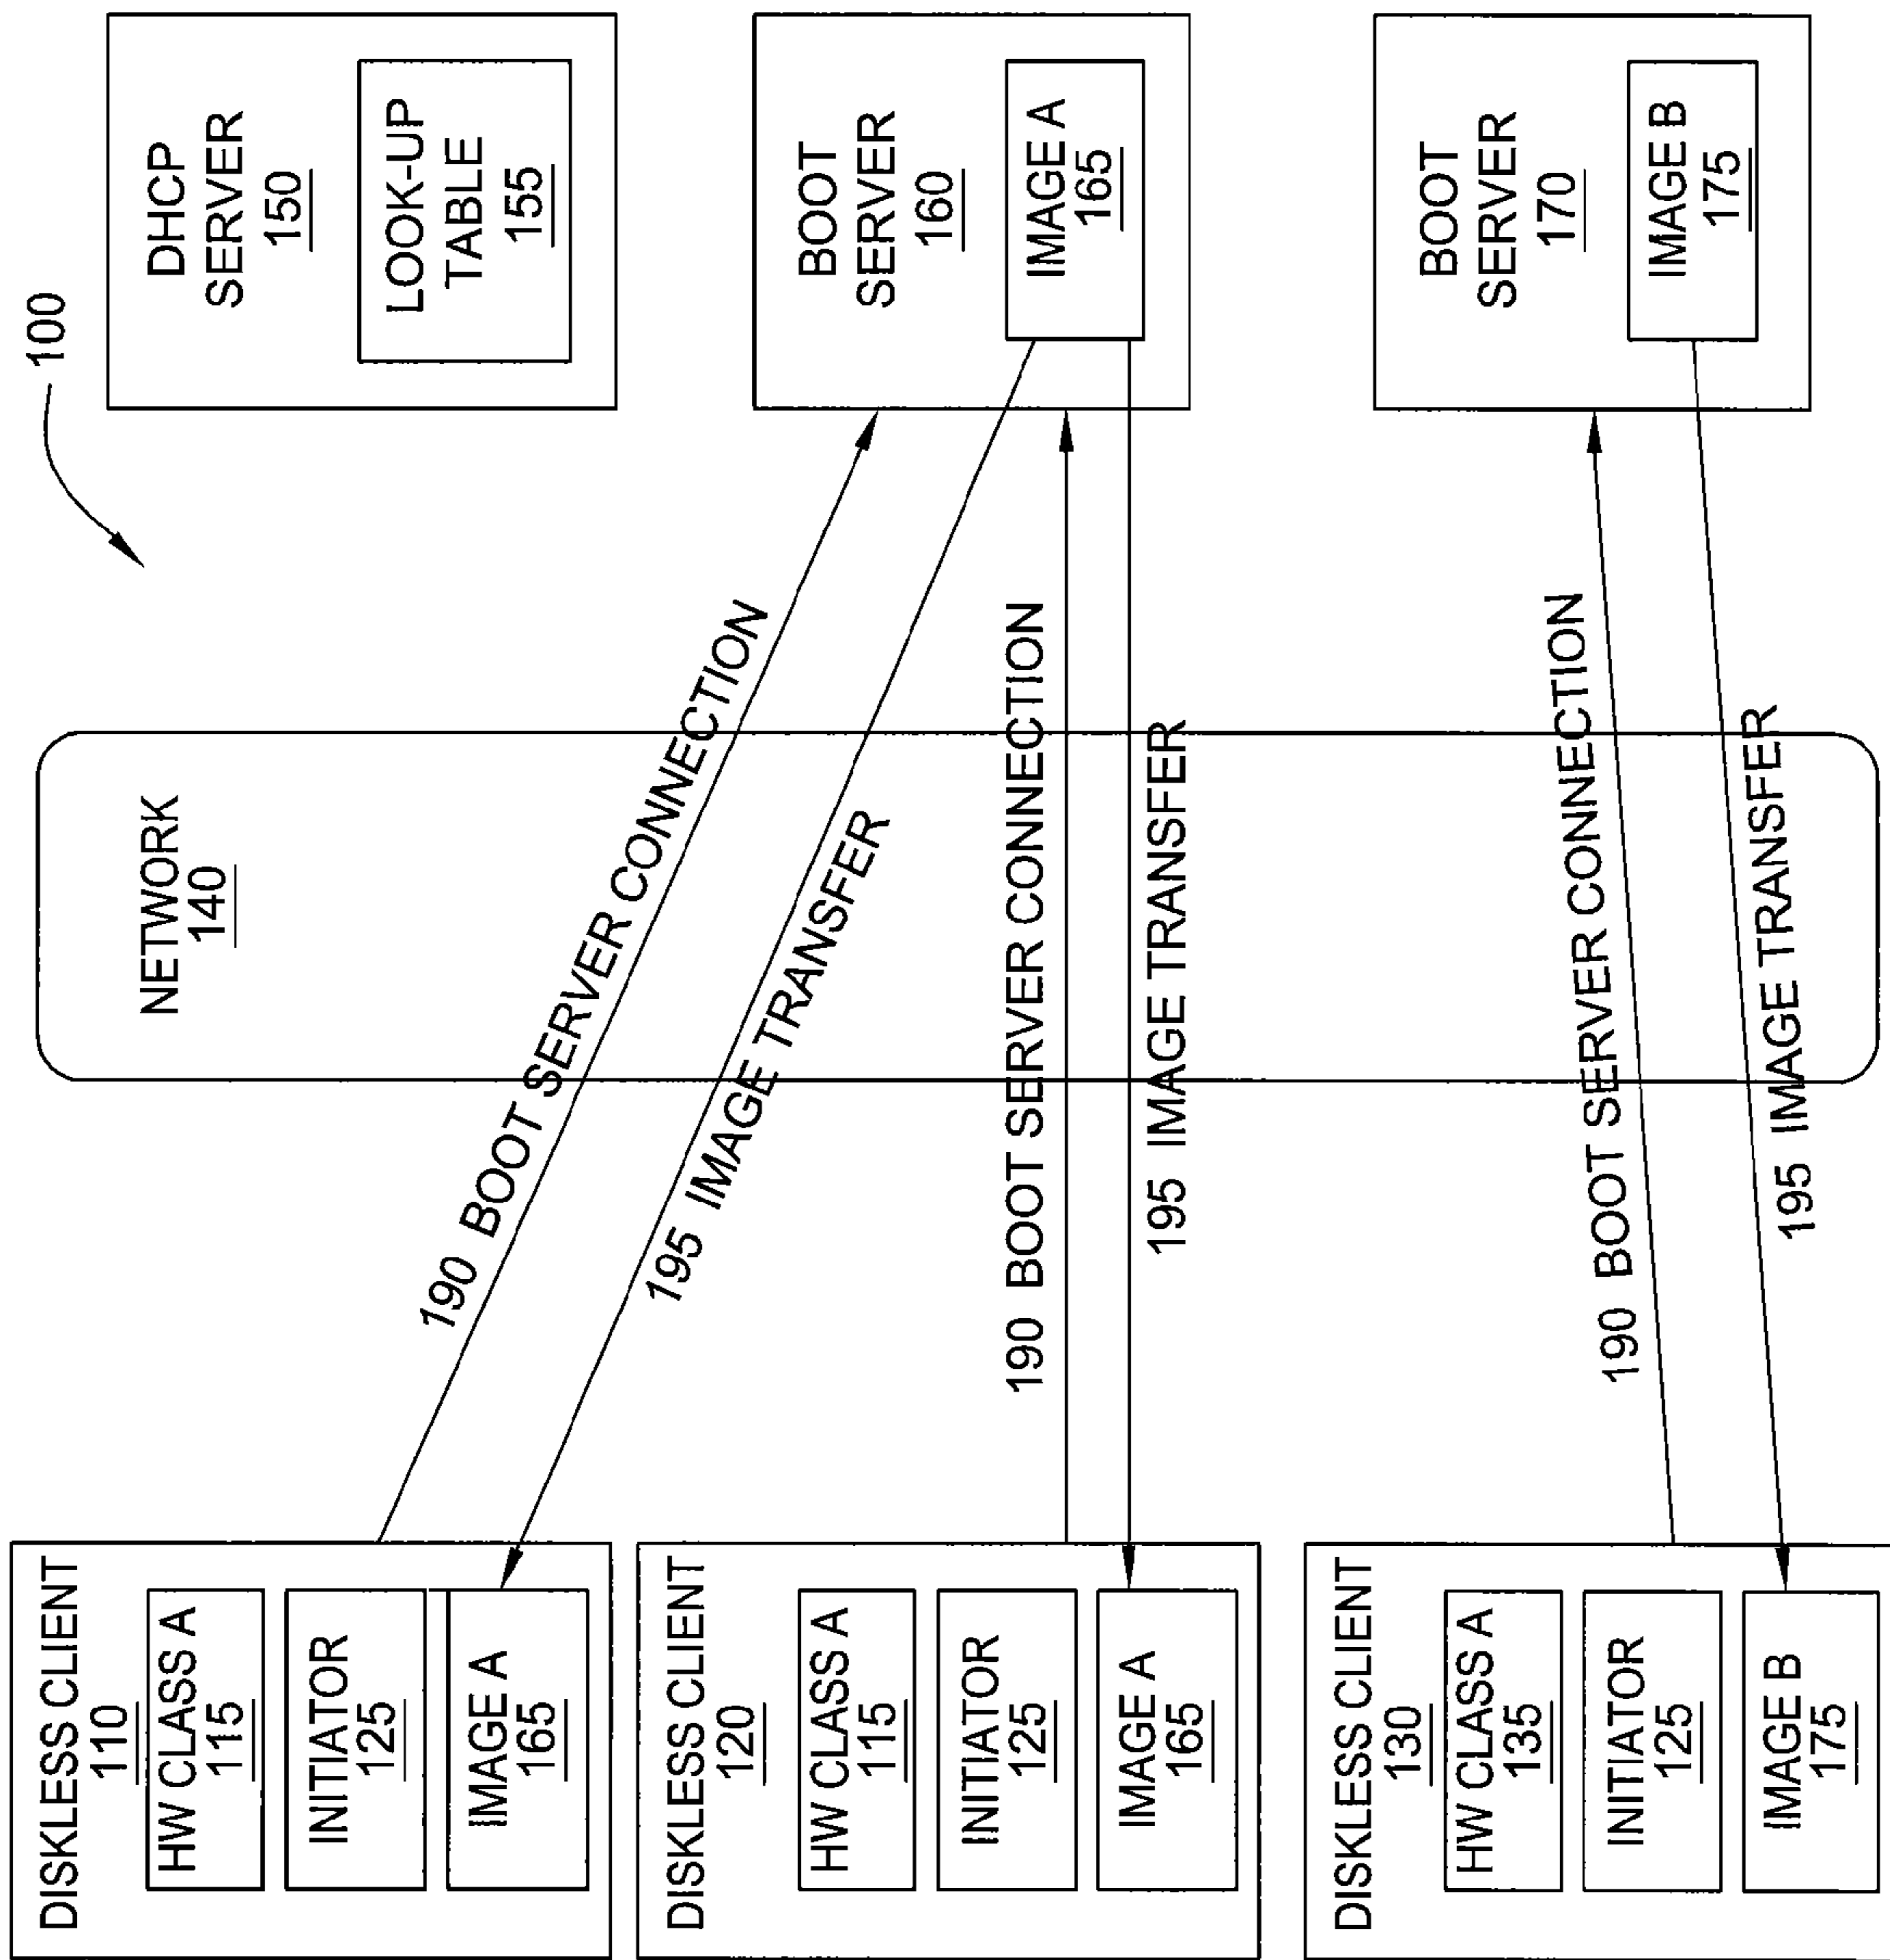 100
DISKLESS CLIENT
110
HW CLASS A
115
INITIATOR
125
IMAGE A
165
DISKLESS CLIENT
120
HW CLASS A
115
INITIATOR
125
IMAGE A
165
DISKLESS CLIENT
130
HW CLASS A
135
INITIATOR
125
IMAGE B
175
NETWORK
140
190 BOOT SERVER CONNECTION
195 IMAGE TRANSFER
190 BOOT SERVER CONNECTION
195 IMAGE TRANSFER
190 BOOT SERVER CONNECTION
195 IMAGE TRANSFER
DHCP
SERVER
150
LOOK-UP
TABLE
155
BOOT
SERVER
160
IMAGE A
165
BOOT
SERVER
170
IMAGE B
175